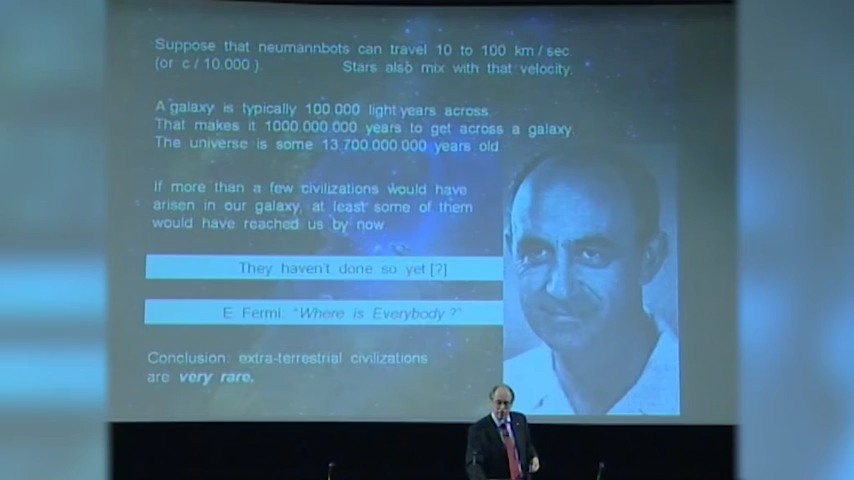 Suppose that neumannbots can travel 10 to 100 km / sec.
(or c / 10.000 ). Stars also mix with that velocity.
A galaxy is typically 100.000 light years across.
That makes it 1000.000.000 years to get across a galaxy.
The universe is some 13.700.000.000 years old
If more than a few civilizations would have
arisen in our galaxy, at least some of them
would have reached us by now
They haven't done so yet [?]
E. Fermi: "Where is Everybody ?"
Conclusion: extra-terrestrial civilizations
are very rare.